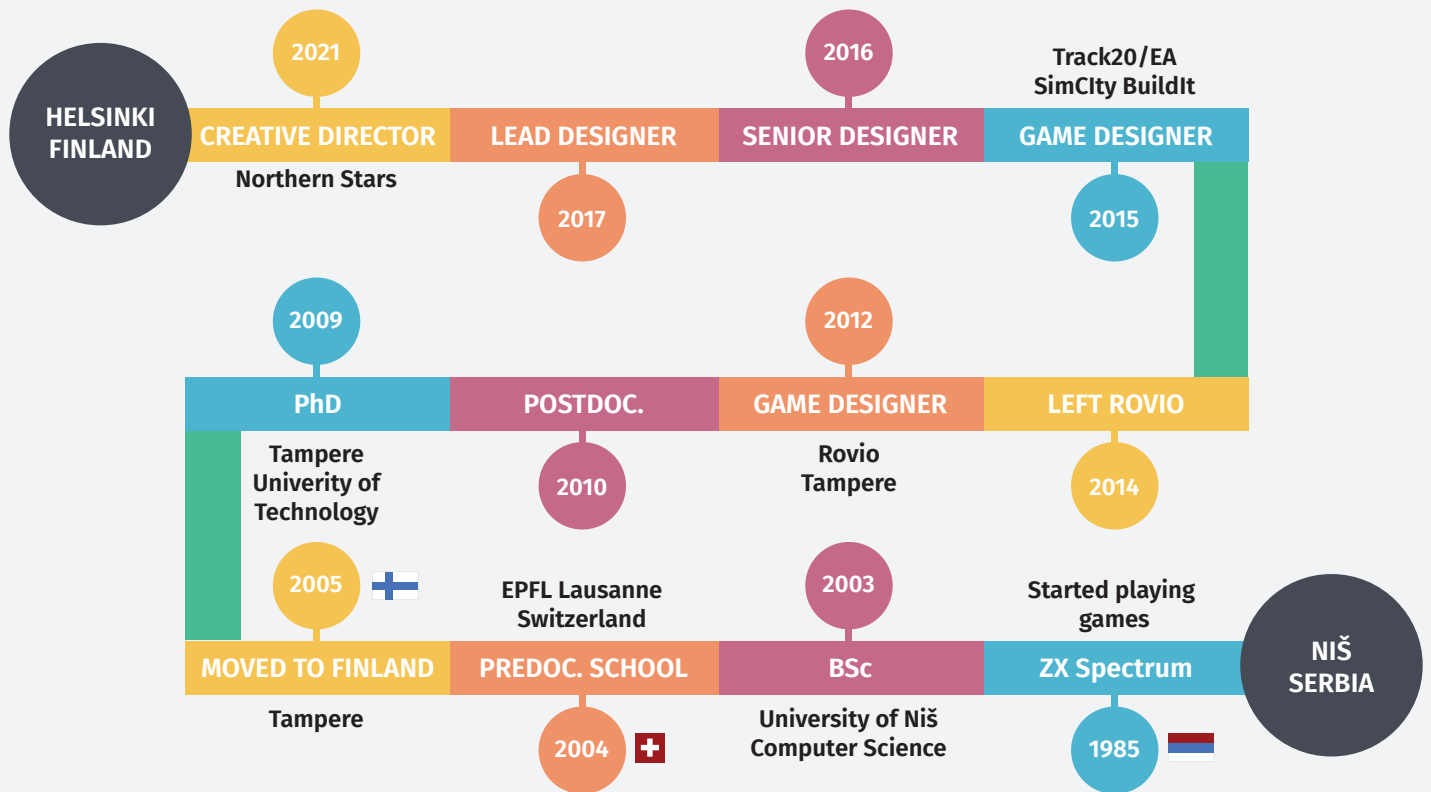 2021
2016
Track20/EA
SimCIty BuildIt
HELSINKI
FINLAND
CREATIVE DIRECTOR
LEAD DESIGNER
SENIOR DESIGNER
GAME DESIGNER
Northern Stars
2017
2015
2009
2012
PhD
POSTDOC.
GAME DESIGNER
LEFT ROVIO
Tampere
Univerity of
Technology
2010
Rovio
Tampere
2014
2005
EPFL Lausanne
Switzerland
2003
Started playing
games
MOVED TO FINLAND
PREDOC. SCHOOL
BSc
ZX Spectrum
NIŠ
SERBIA
Tampere
2004
University of Niš
Computer Science
1985